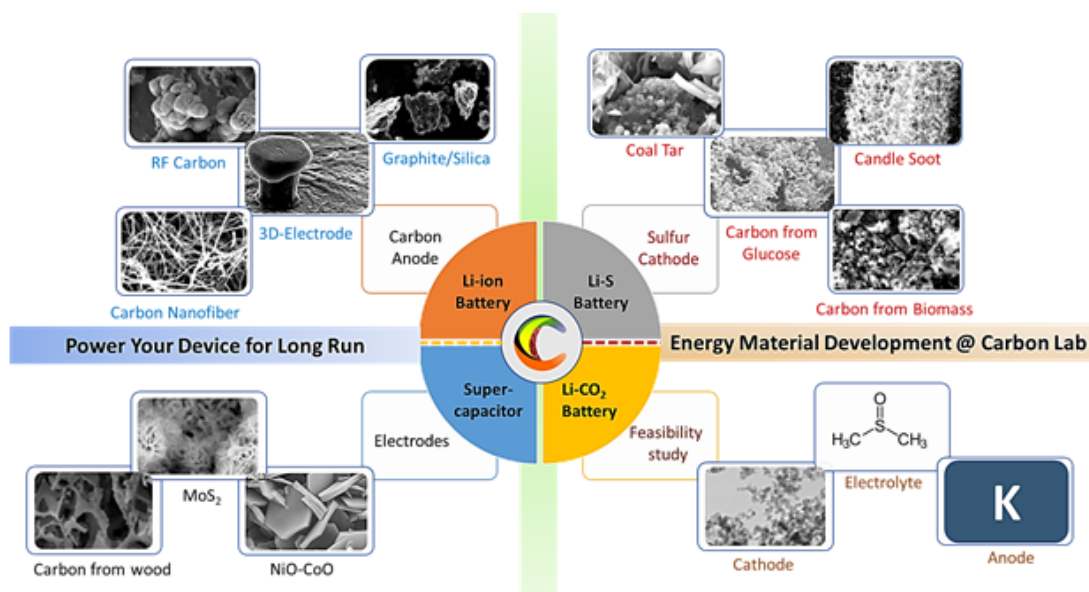 RF Carbon
Graphite/Silica
3D-Electrode
Carbon Nanofiber
Carbon
Anode
Coal Tar
Candle Soot
Carbon from
Glucose
Carbon from Biomass
Sulfur
Cathode
Li-ion
Battery
Li-S
Battery
Power Your Device for Long Run
C
Energy Material Development @ Carbon Lab
Super-
capacitor
Li-CO₂
Battery
Electrodes
MoS₂
Carbon from wood
NiO-CoO
Feasibility
study
O
S
H₃C
CH₃
Electrolyte
Cathode
K
Anode